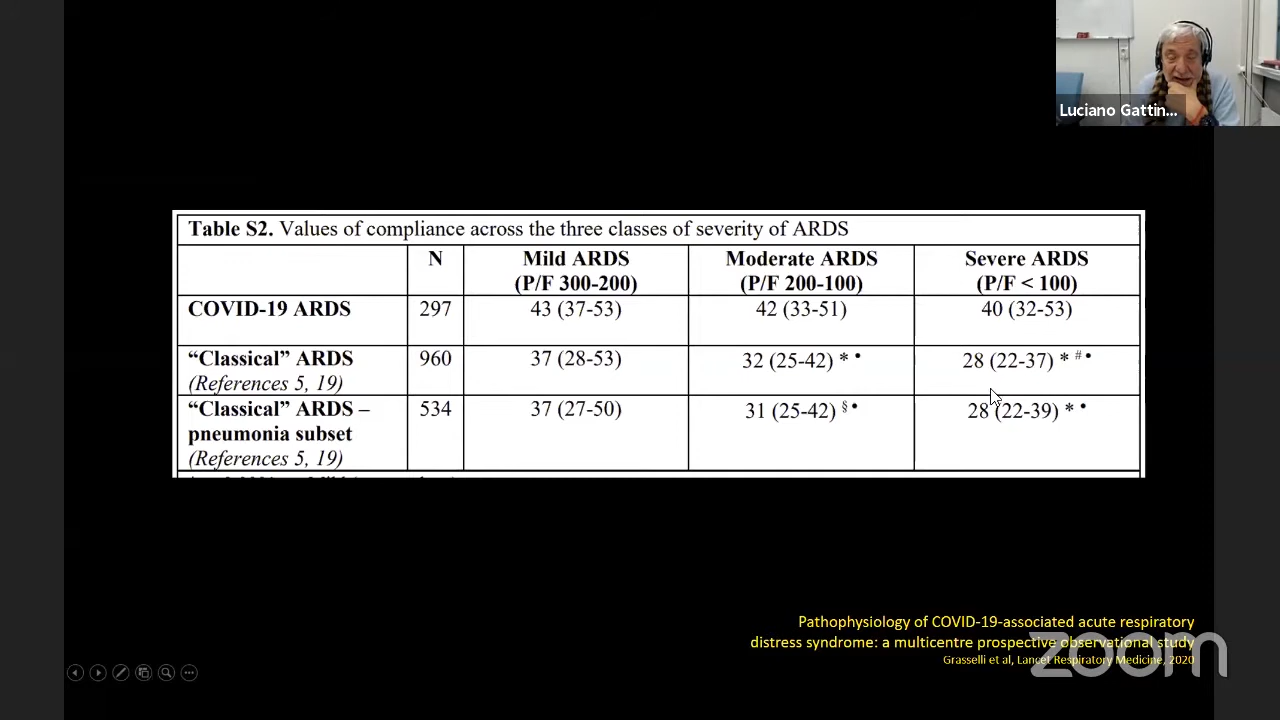 Luciano Gattin...
Table S2. Values of compliance across the three classes of severity of ARDS
N
Mild ARDS
(P/F 300-200)
Moderate ARDS
(P/F 200-100)
Severe ARDS
(P/F < 100)
COVID-19 ARDS
297
43 (37-53)
42 (33-51)
40 (32-53)
“Classical” ARDS
(References 5, 19)
960
37 (28-53)
32 (25-42) * •
28 (22-37) * # •
“Classical” ARDS –
pneumonia subset
(References 5, 19)
534
37 (27-50)
31 (25-42) § •
28 (22-39) * •
Pathophysiology of COVID-19-associated acute respiratory
distress syndrome: a multicentre prospective observational study
Grasselli et al, Lancet Respiratory Medicine, 2020
zoom